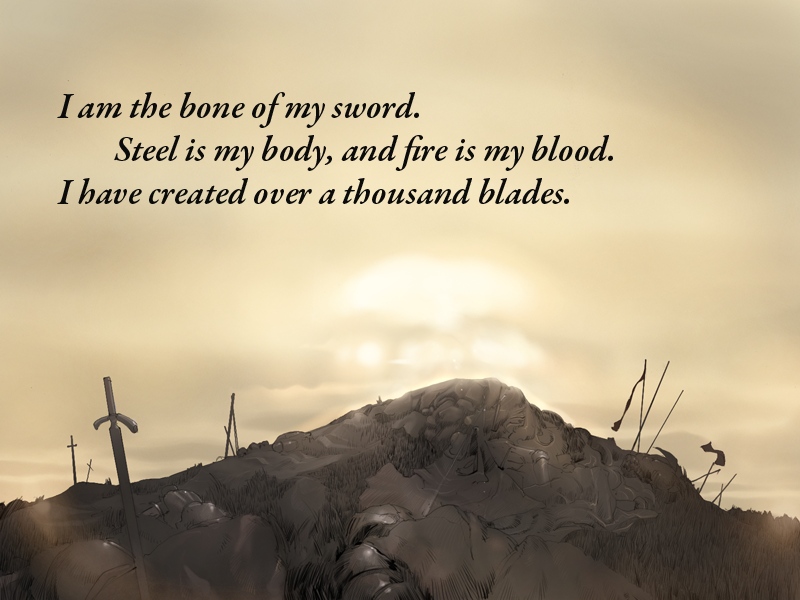 I am the bone of my sword.
Steel is my body, and fire is my blood.
I have created over a thousand blades.